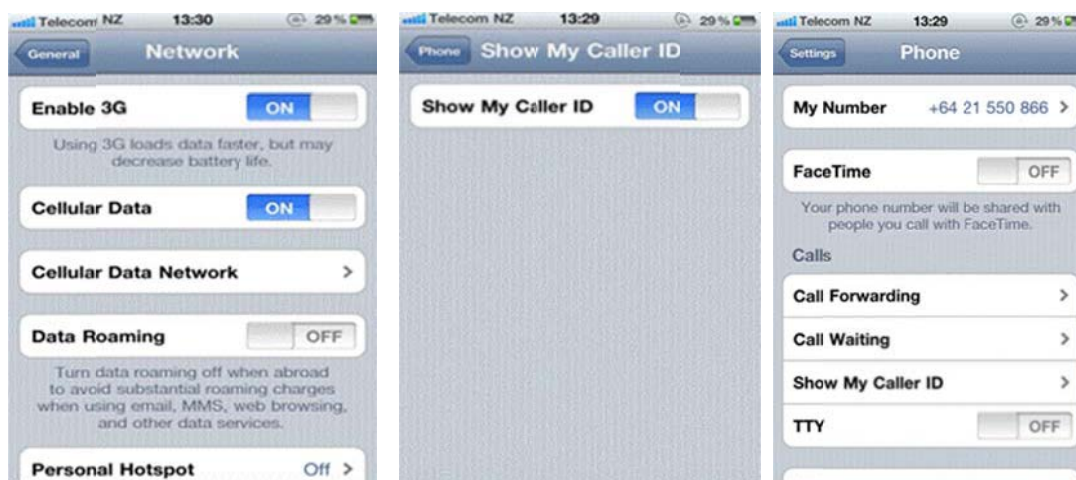 Telecom NZ 13:30 29 %
General Network
Enable 3G ON
Using 3G loads data faster, but may
decrease battery life.
Cellular Data ON
Cellular Data Network >
Data Roaming OFF
Turn data roaming off when abroad
to avoid substantial roaming charges
when using email, MMS, web browsing,
and other data services.
Personal Hotspot Off >
Telecom NZ 13:29 29 %
Phone Show My Caller ID
Show My Caller ID ON
Telecom NZ 13:29 29 %
Settings Phone
My Number +64 21 550 866 >
FaceTime OFF
Your phone number will be shared with
people you call with FaceTime.
Calls
Call Forwarding >
Call Waiting >
Show My Caller ID >
TTY OFF